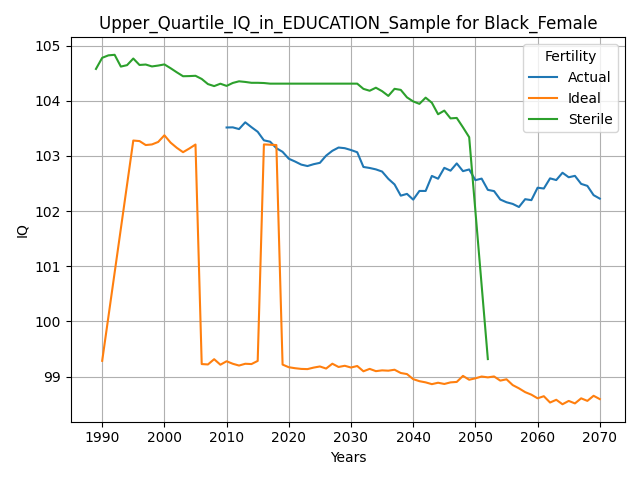 Upper_Quartile_IQ_in_EDUCATION_Sample for Black_Female
105
104
103
102
101
100
99
IQ
Fertility
Actual
Ideal
Sterile
1990 2000 2010 2020 2030 2040 2050 2060 2070
Years